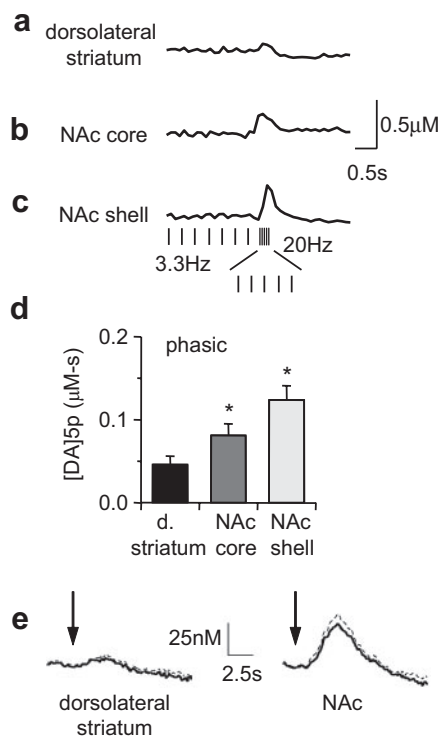 a
dorsolateral
striatum
b
NAc core
0.5μM
0.5s
c
NAc shell
3.3Hz
20Hz
d
phasic
[DA]5p (μM-s)
0.2
0.1
0.0
*
*
d.
striatum
NAc
core
NAc
shell
e
25nM
2.5s
dorsolateral
striatum
NAc